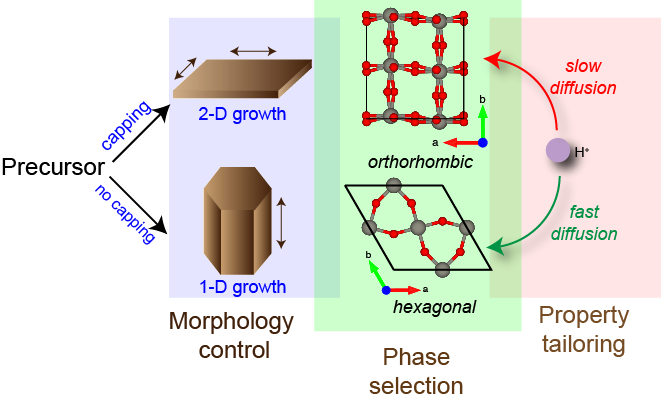 Precursor
capping
no capping
2-D growth
1-D growth
Morphology
control
b
a
orthorhombic
b
a
hexagonal
Phase
selection
slow
diffusion
H⁺
fast
diffusion
Property
tailoring